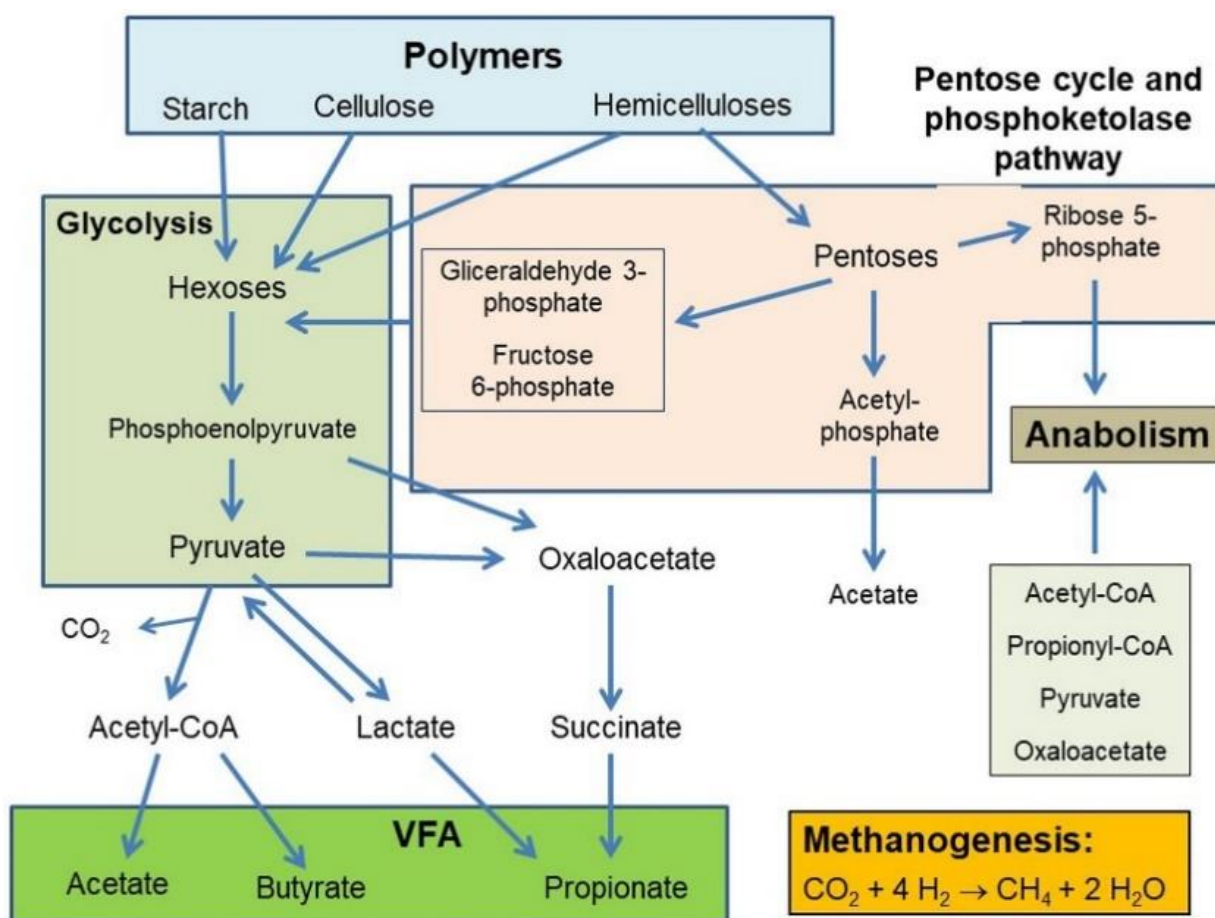 Polymers
Starch
Cellulose
Hemicelluloses
Pentose cycle and
phosphoketolase
pathway
Glycolysis
Hexoses
Gliceraldehyde 3-
phosphate
Fructose
6-phosphate
Pentoses
Ribose 5-
phosphate
Phosphoenolpyruvate
Acetyl-
phosphate
Anabolism
Pyruvate
Oxaloacetate
Acetate
CO₂
Acetyl-CoA
Propionyl-CoA
Pyruvate
Oxaloacetate
Acetyl-CoA
Lactate
Succinate
VFA
Acetate
Butyrate
Propionate
Methanogenesis:
CO₂ + 4 H₂ → CH₄ + 2 H₂O